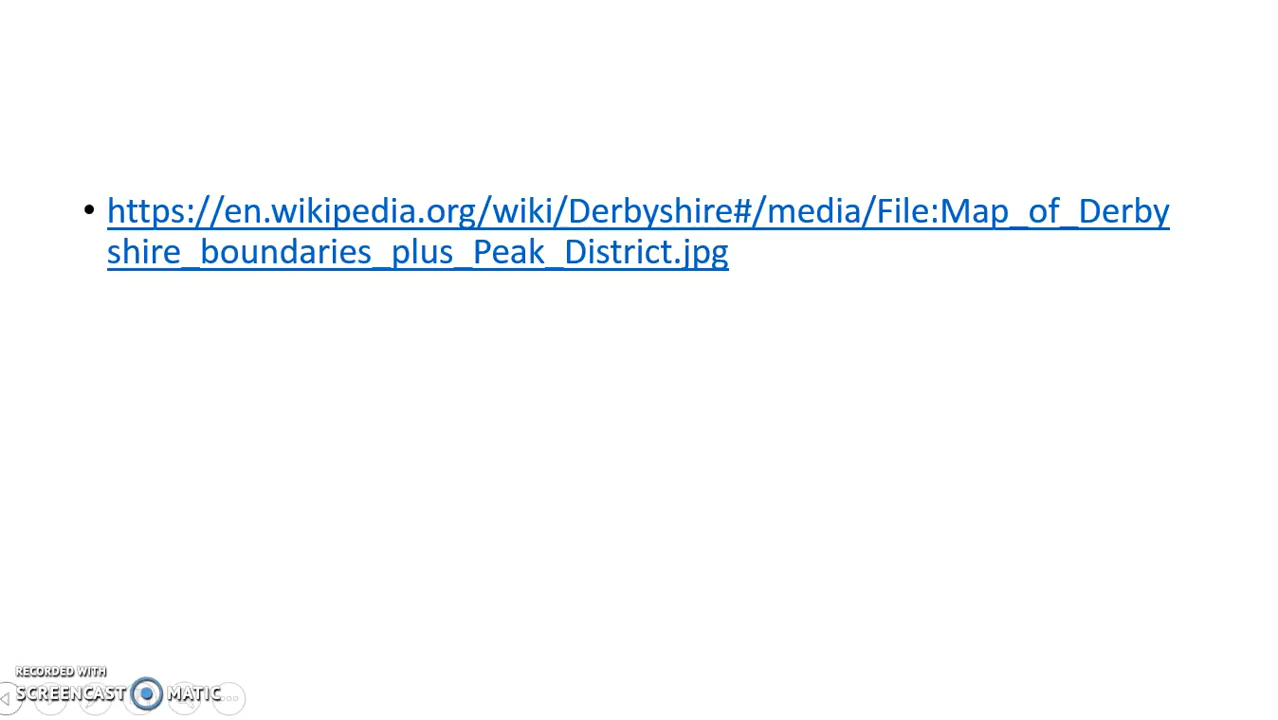 • https://en.wikipedia.org/wiki/Derbyshire#/media/File:Map_of_Derby
shire_boundaries_plus_Peak_District.jpg
RECORDED WITH
SCREENCAST MATIC